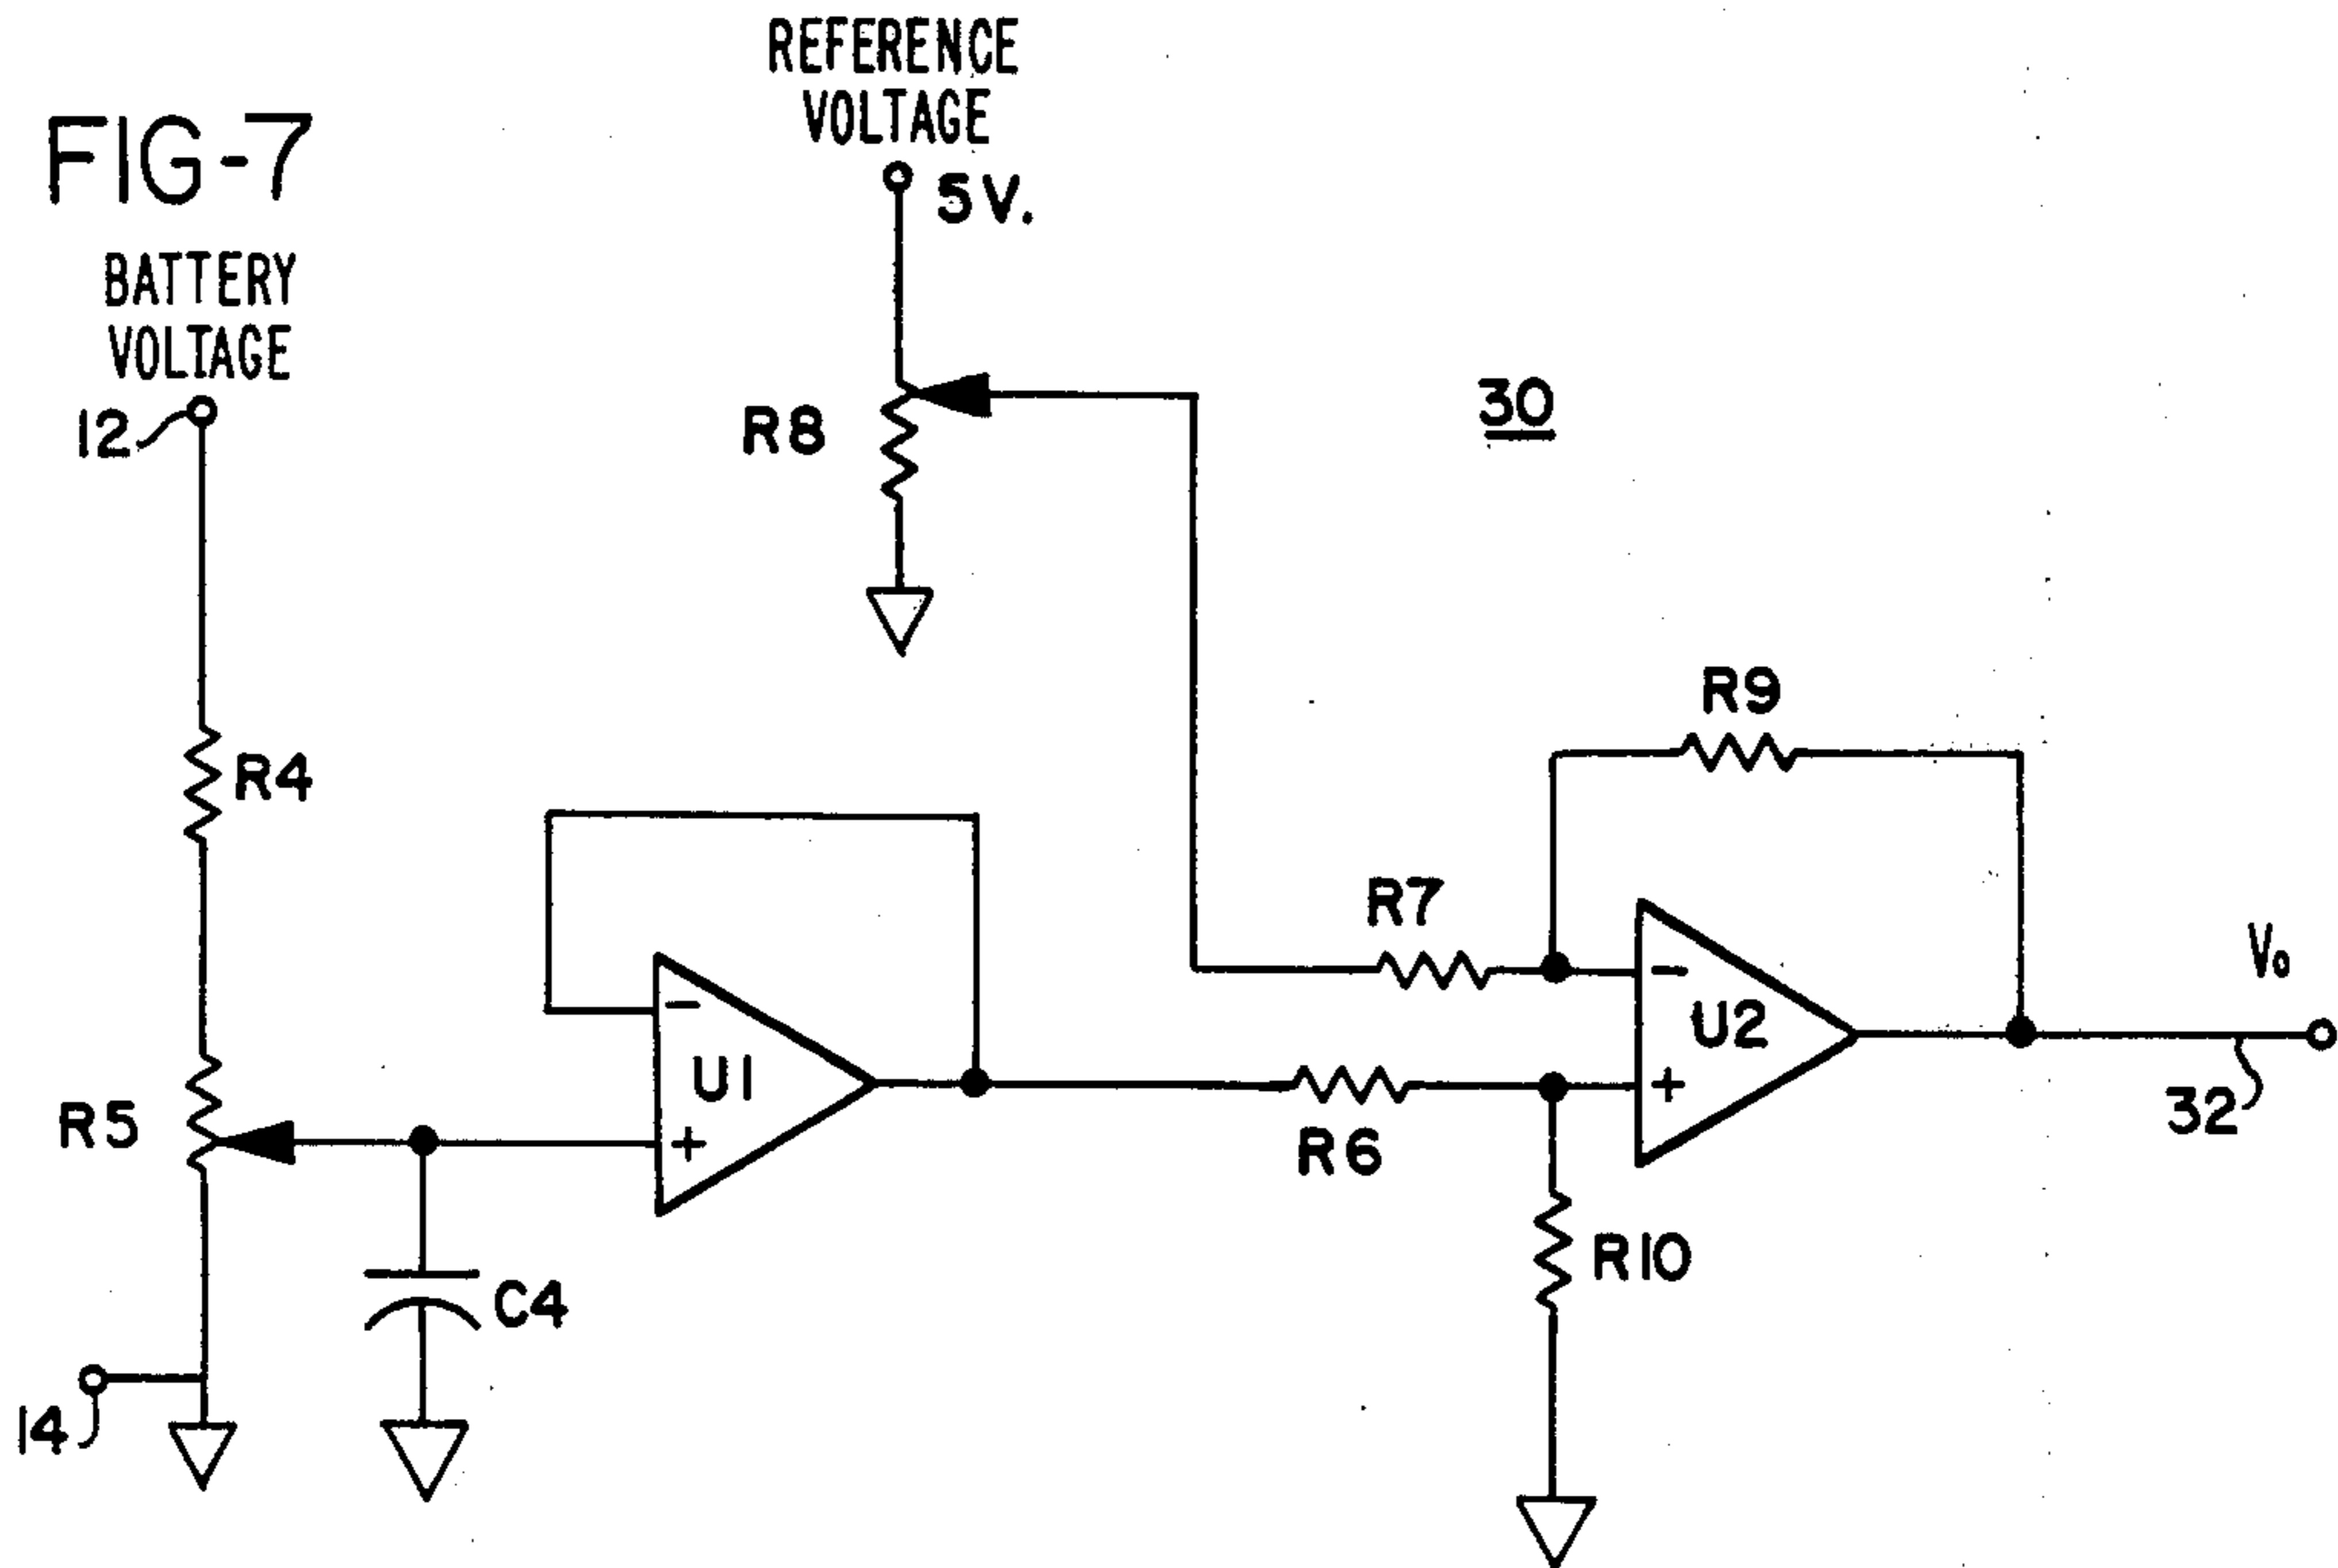 FIG-7
REFERENCE
VOLTAGE
5V.
BATTERY
VOLTAGE
12
R8
30
R4
R9
R7
U2
V₀
U1
R5
R6
32
R10
C4
14
-
+
-
+